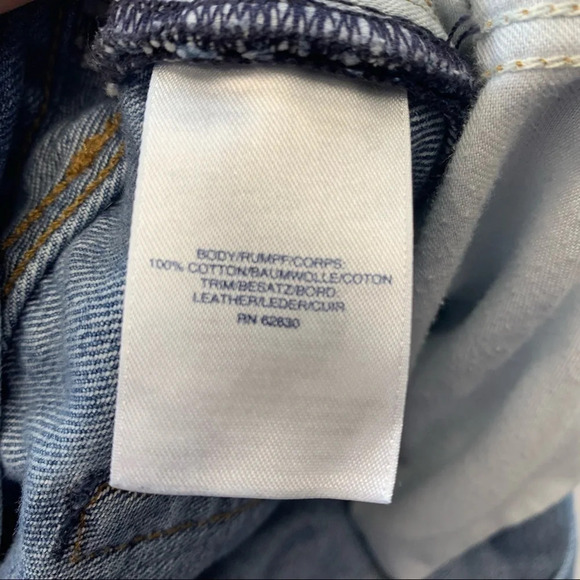 BODY/RUMPF/CORPS:
100% COTTON/BAUMWOLLE/COTON
TRIM/BESATZ/BORD:
LEATHER/LEDER/CUIR
RN 62830